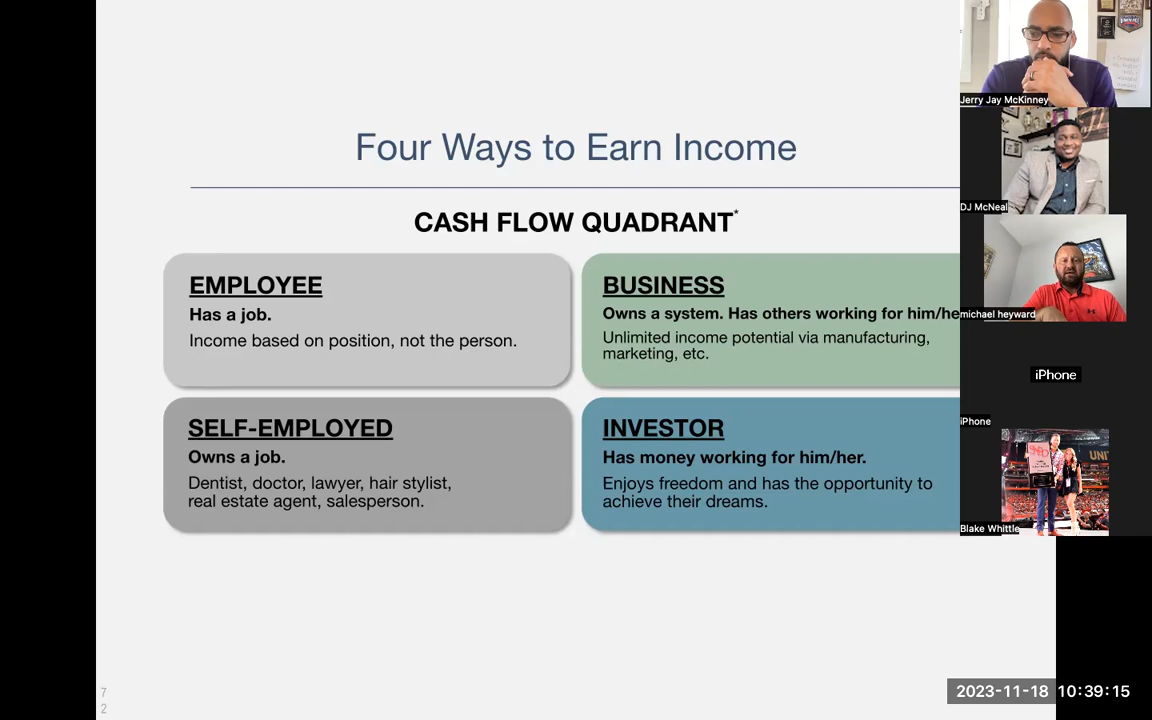 Four Ways to Earn Income
CASH FLOW QUADRANT*
EMPLOYEE
Has a job.
Income based on position, not the person.
BUSINESS
Owns a system. Has others working for him/he
Unlimited income potential via manufacturing,
marketing, etc.
SELF-EMPLOYED
Owns a job.
Dentist, doctor, lawyer, hair stylist,
real estate agent, salesperson.
INVESTOR
Has money working for him/her.
Enjoys freedom and has the opportunity to
achieve their dreams.
Jerry Jay McKinney
DJ McNeal
michael heyward
iPhone
iPhone
Blake Whittle
7
2
2023-11-18 10:39:15